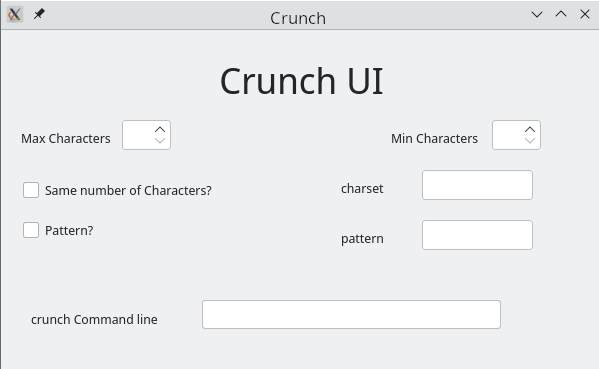 Crunch
Crunch UI
Max Characters
Min Characters
Same number of Characters?
charset
Pattern?
pattern
crunch Command line